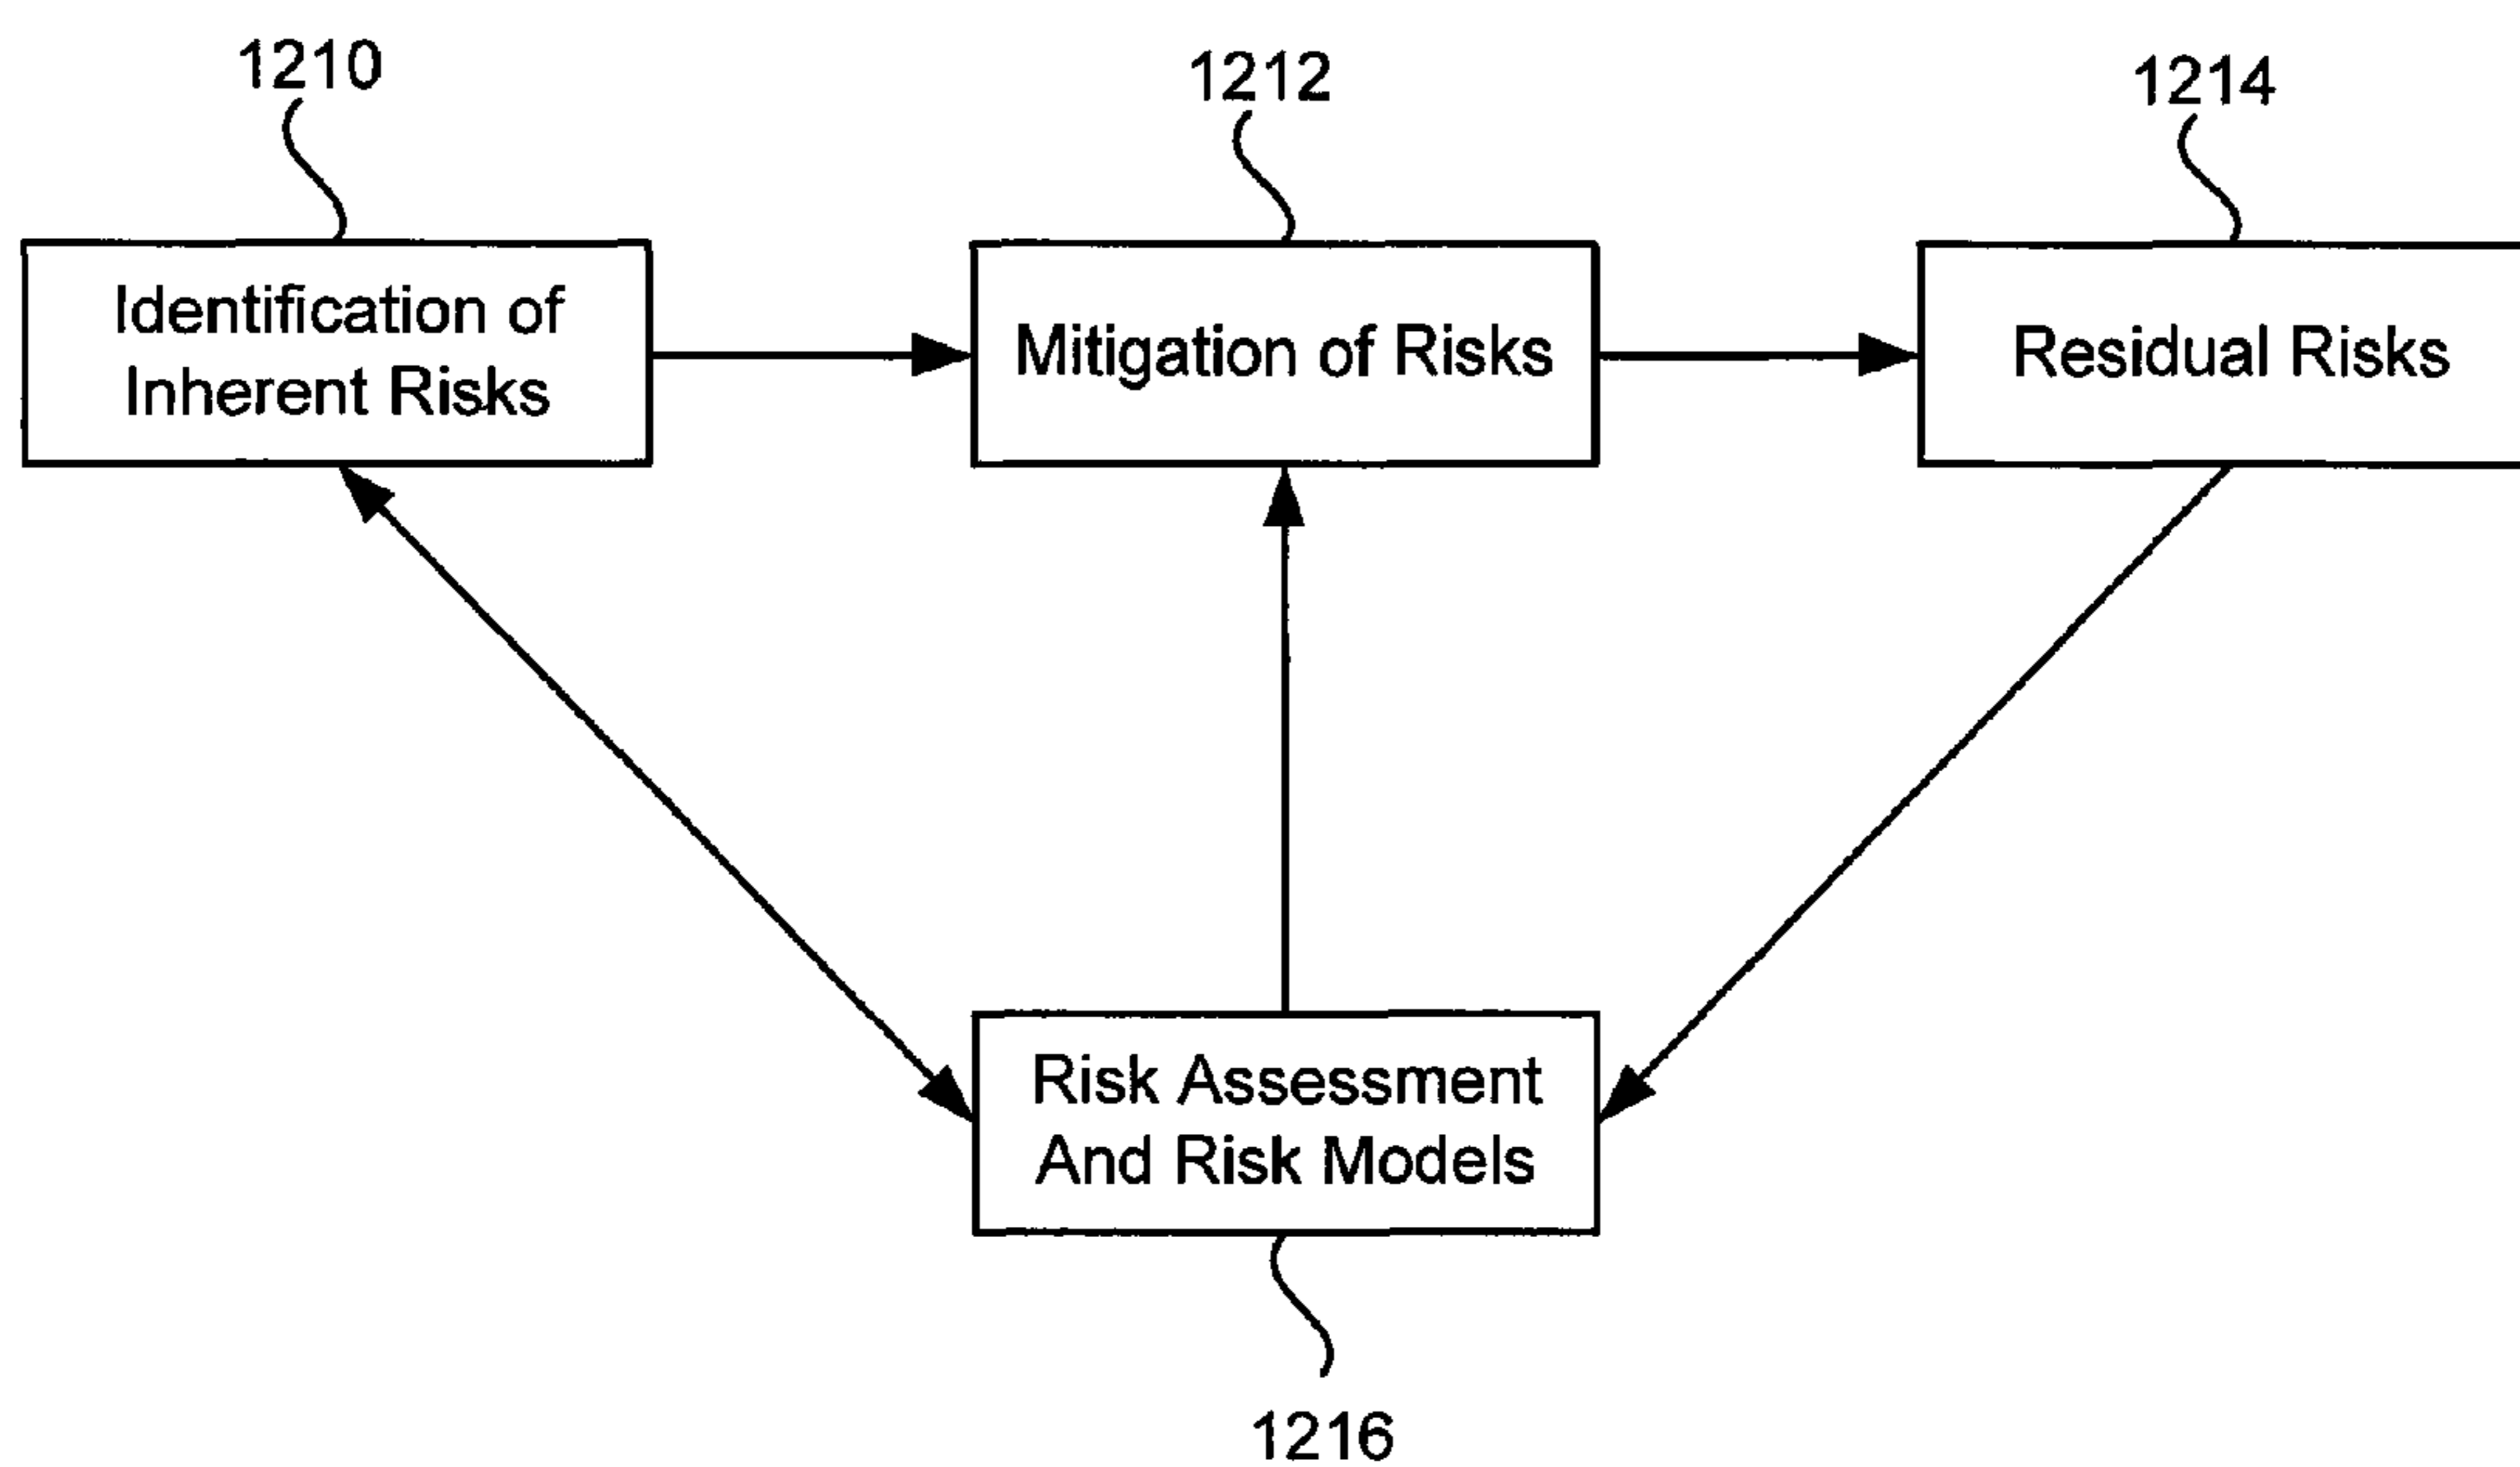 1210
1212
1214
Identification of
Inherent Risks
Mitigation of Risks
Residual Risks
Risk Assessment
And Risk Models
1216